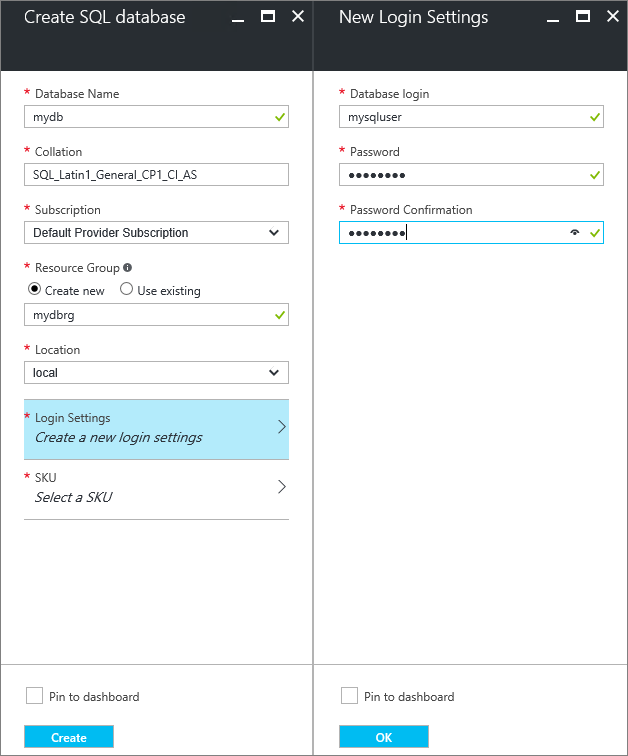 Create SQL database
* Database Name
mydb
* Collation
SQL_Latin1_General_CP1_CI_AS
* Subscription
Default Provider Subscription
* Resource Group
Create new Use existing
mydbrg
* Location
local
* Login Settings
Create a new login settings
* SKU
Select a SKU
Pin to dashboard
Create
New Login Settings
* Database login
mysqluser
* Password
●●●●●●●●
* Password Confirmation
●●●●●●●●
Pin to dashboard
OK